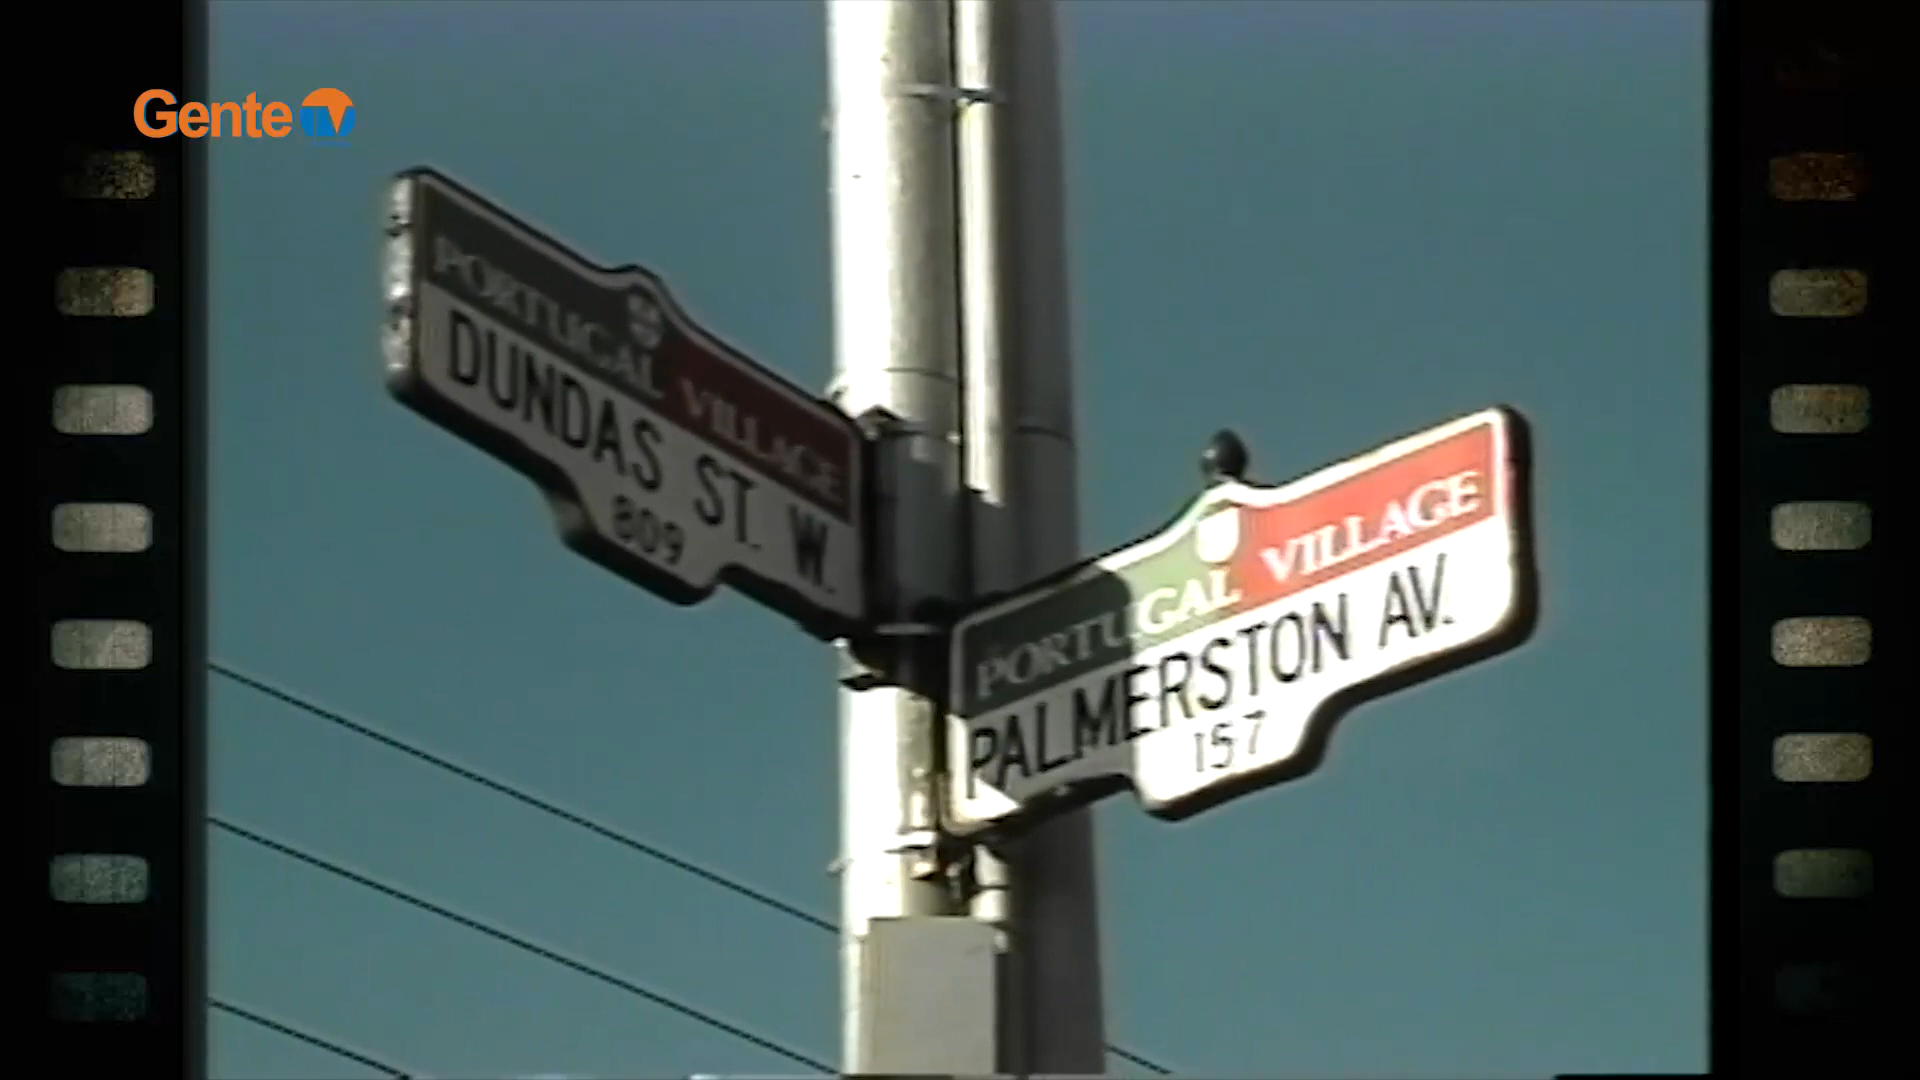 Gente TV
PORTUGAL VILLAGE
DUNDAS ST. W.
809
PORTUGAL VILLAGE
PALMERSTON AV.
157